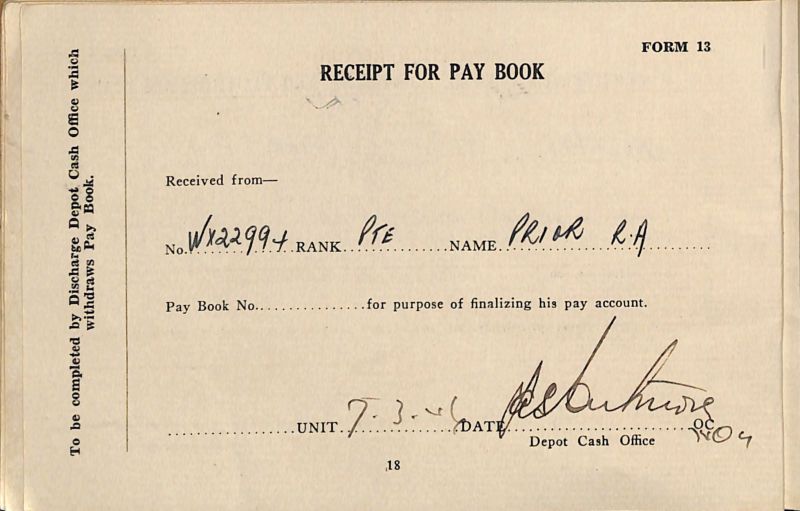 FORM 13
RECEIPT FOR PAY BOOK
To be completed by Discharge Depot Cash Office which
withdraws Pay Book.
Received from—
No. WX22994 RANK PTE NAME PRIOR R.A
Pay Book No. for purpose of finalizing his pay account.
UNIT 7.3.46 DATE OC
Depot Cash Office
18